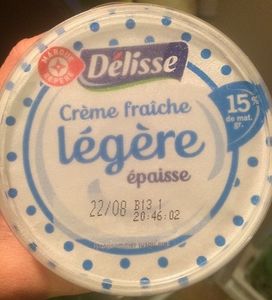 MARQUE
REPÈRE
Délisse
Crème fraîche
légère
épaisse
15%
de mat.
gr.
22/08 B13 1
20:46:02